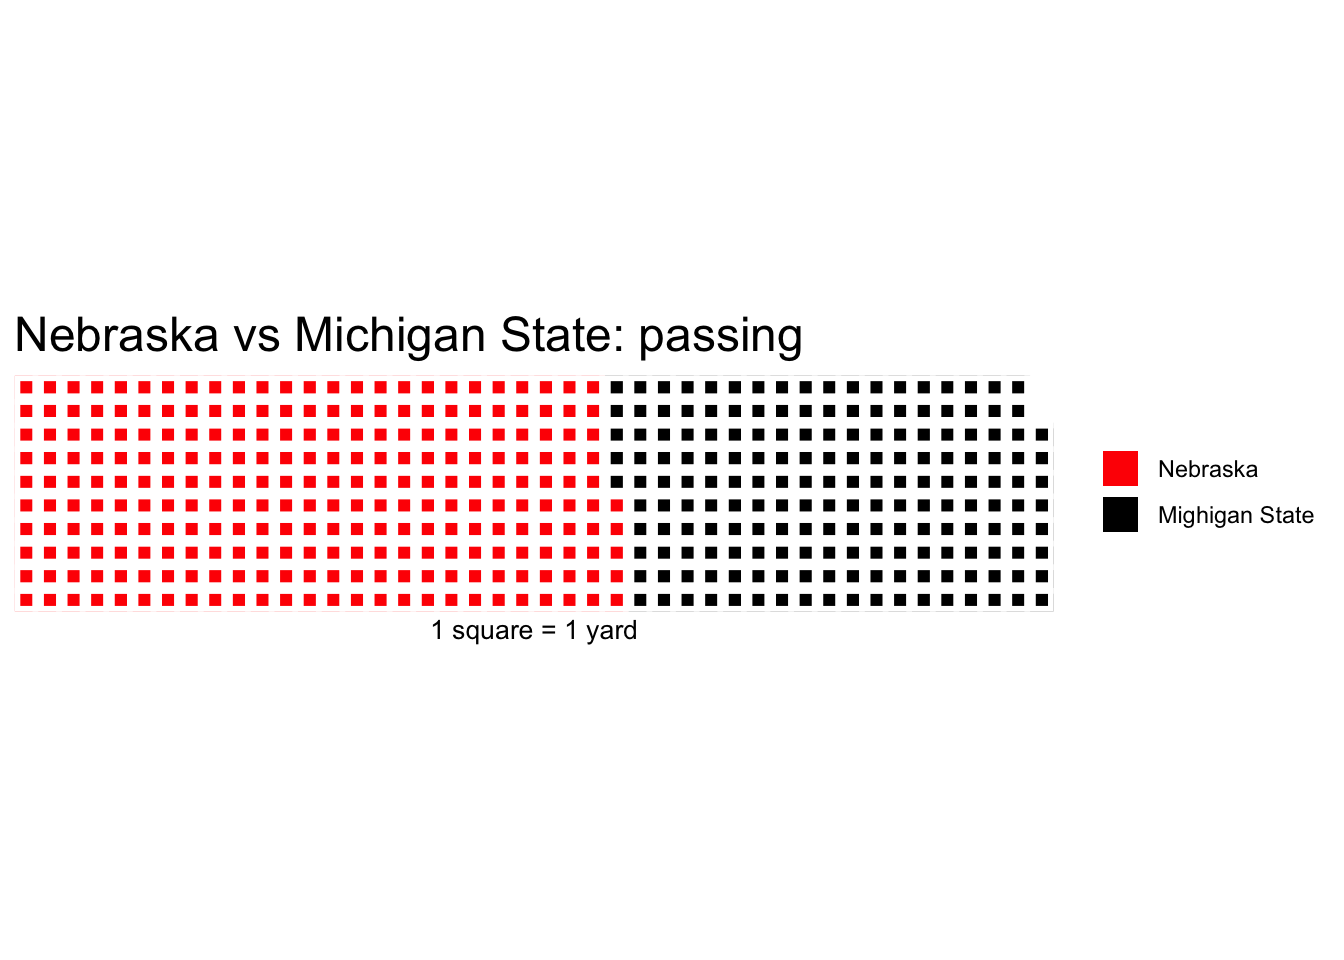 Nebraska vs Michigan State: passing
Nebraska
Mighigan State
1 square = 1 yard